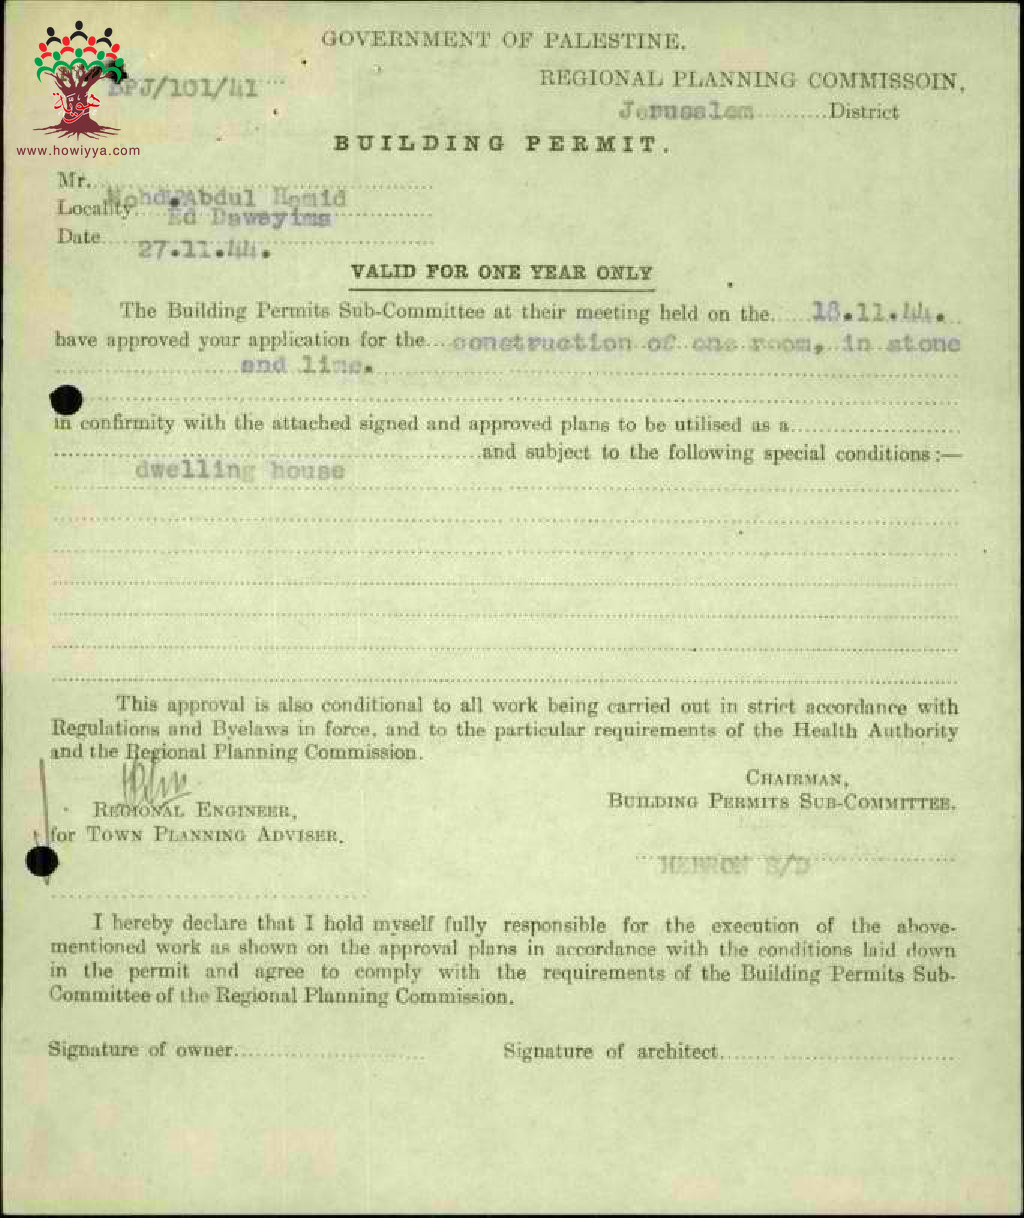 GOVERNMENT OF PALESTINE.
BPJ/101/41
REGIONAL PLANNING COMMISSOIN,
Jerusalem District
www.howiyya.com
BUILDING PERMIT.
Mr. Mohd. Abdul Hamid
Locality Ed Dawayima
Date 27.11.44.
VALID FOR ONE YEAR ONLY
The Building Permits Sub-Committee at their meeting held on the 18.11.44.
have approved your application for the construction of one room, in stone
and lime.
in confirmity with the attached signed and approved plans to be utilised as a
and subject to the following special conditions :—
dwelling house
This approval is also conditional to all work being carried out in strict accordance with
Regulations and Byelaws in force, and to the particular requirements of the Health Authority
and the Regional Planning Commission.
CHAIRMAN,
BUILDING PERMITS SUB-COMMITTEE.
REGIONAL ENGINEER,
for TOWN PLANNING ADVISER.
HEBRON S/D
I hereby declare that I hold myself fully responsible for the execution of the above-
mentioned work as shown on the approval plans in accordance with the conditions laid down
in the permit and agree to comply with the requirements of the Building Permits Sub-
Committee of the Regional Planning Commission.
Signature of owner
Signature of architect